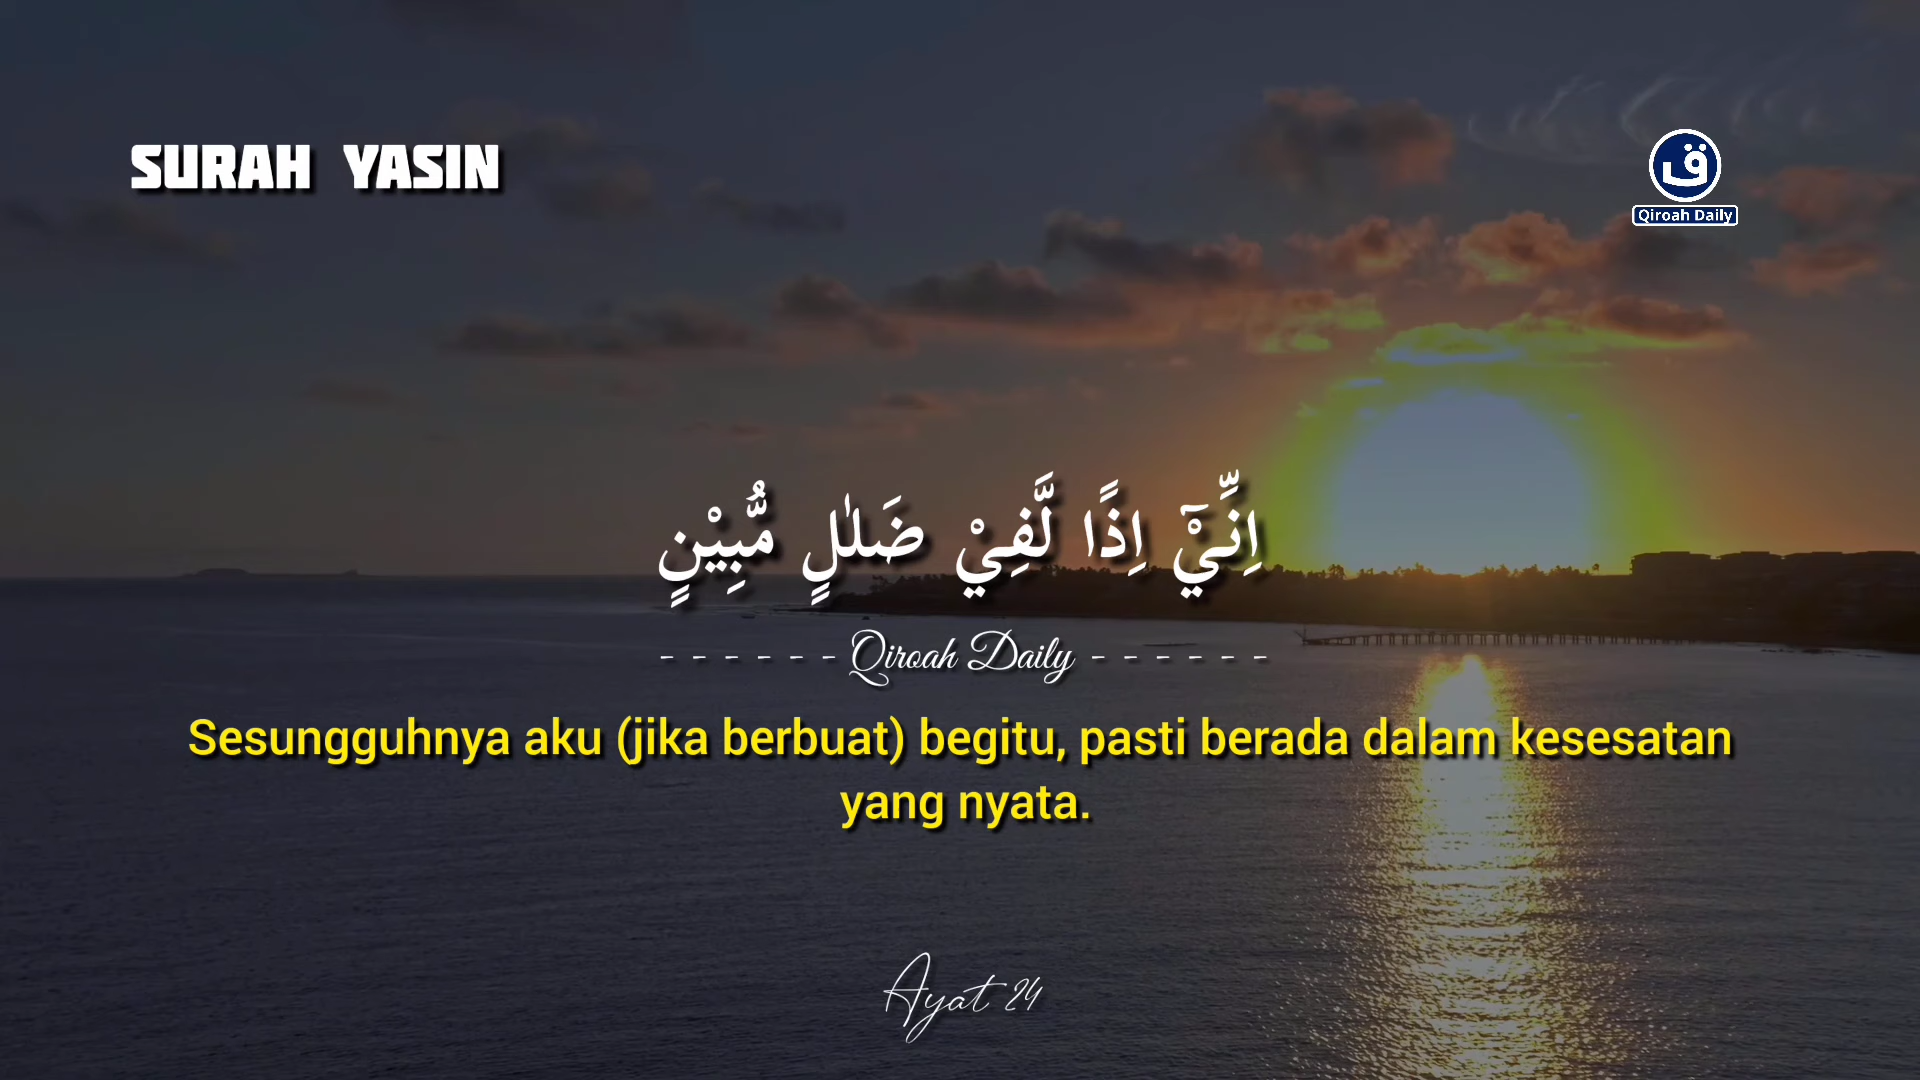 SURAH YASIN
ق
Qiroah Daily
اِنِّيْٓ اِذًا لَّفِيْ ضَلٰلٍ مُّبِيْنٍ
- - - - - - Qiroah Daily - - - - - -
Sesungguhnya aku (jika berbuat) begitu, pasti berada dalam kesesatan
yang nyata.
Ayat 24